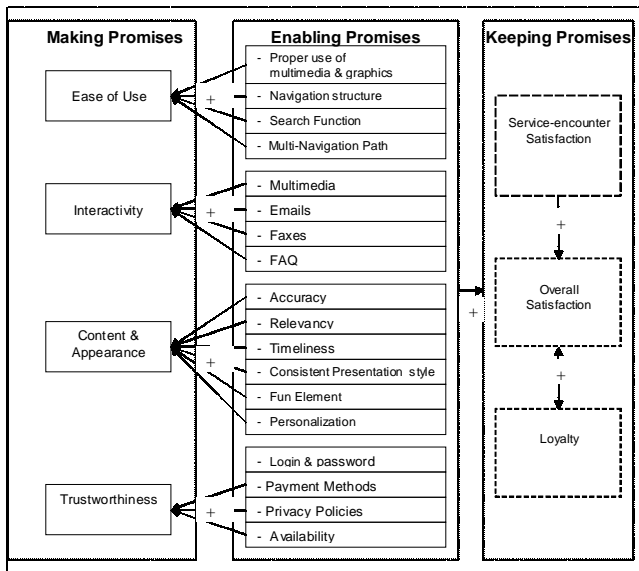 Making Promises
Enabling Promises
Keeping Promises
Ease of Use
+
- Proper use of
multimedia & graphics
- Navigation structure
- Search Function
- Multi-Navigation Path
Interactivity
+
- Multimedia
- Emails
- Faxes
- FAQ
Content &
Appearance
+
- Accuracy
- Relevancy
- Timeliness
- Consistent Presentation style
- Fun Element
- Personalization
Trustworthiness
+
- Login & password
- Payment Methods
- Privacy Policies
- Availability
+
Service-encounter
Satisfaction
+
Overall
Satisfaction
+
Loyalty